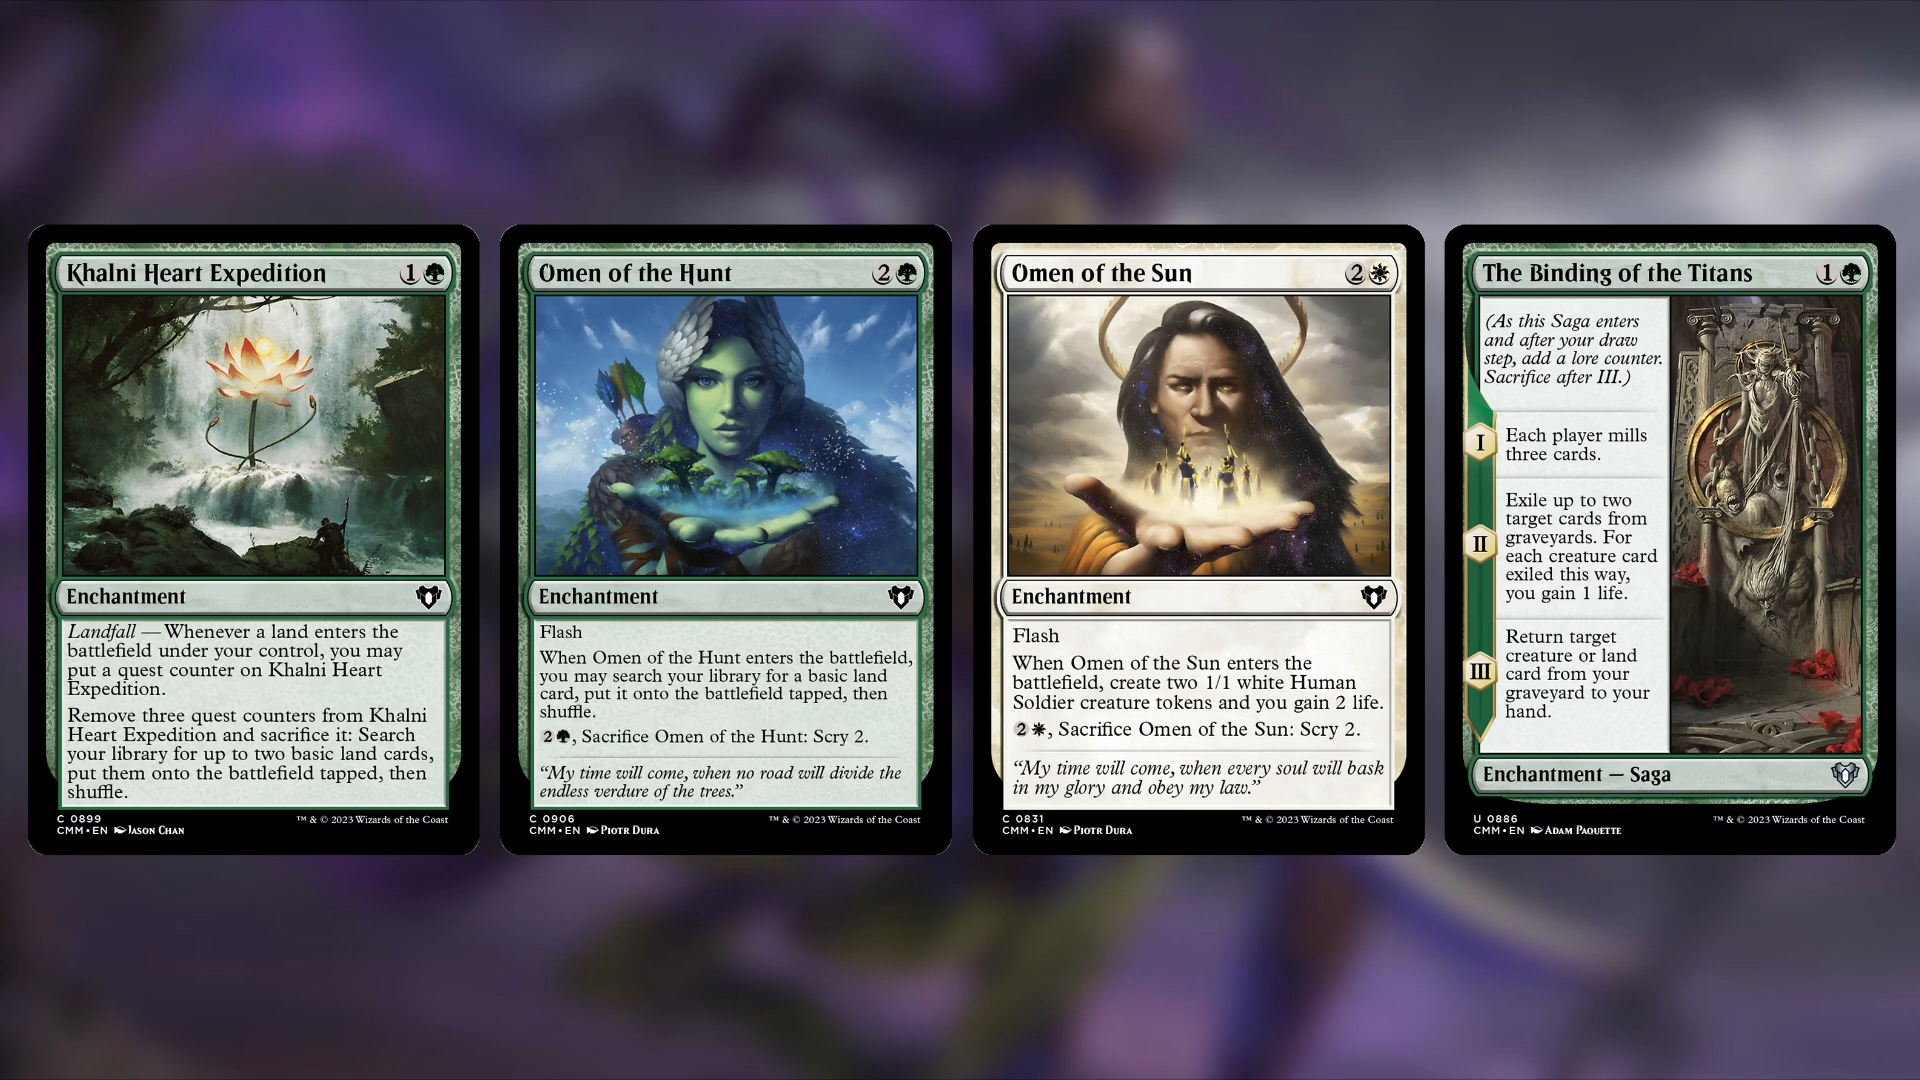 Khalni Heart Expedition 1
Enchantment
Landfall — Whenever a land enters the
battlefield under your control, you may
put a quest counter on Khalni Heart
Expedition.
Remove three quest counters from Khalni
Heart Expedition and sacrifice it: Search
your library for up to two basic land cards,
put them onto the battlefield tapped, then
shuffle.
C 0899
CMM • EN Jason Chan
™ & © 2023 Wizards of the Coast
Omen of the Hunt 2
Enchantment
Flash
When Omen of the Hunt enters the battlefield,
you may search your library for a basic land
card, put it onto the battlefield tapped, then
shuffle.
2, Sacrifice Omen of the Hunt: Scry 2.
“My time will come, when no road will divide the
endless verdure of the trees.”
C 0906
CMM • EN Piotr Dura
™ & © 2023 Wizards of the Coast
Omen of the Sun 2
Enchantment
Flash
When Omen of the Sun enters the
battlefield, create two 1/1 white Human
Soldier creature tokens and you gain 2 life.
2, Sacrifice Omen of the Sun: Scry 2.
“My time will come, when every soul will bask
in my glory and obey my law.”
C 0831
CMM • EN Piotr Dura
™ & © 2023 Wizards of the Coast
The Binding of the Titans 1
(As this Saga enters
and after your draw
step, add a lore counter.
Sacrifice after III.)
I
Each player mills
three cards.
II
Exile up to two
target cards from
graveyards. For
each creature card
exiled this way,
you gain 1 life.
III
Return target
creature or land
card from your
graveyard to your
hand.
Enchantment — Saga
U 0886
CMM • EN Adam Paquette
™ & © 2023 Wizards of the Coast